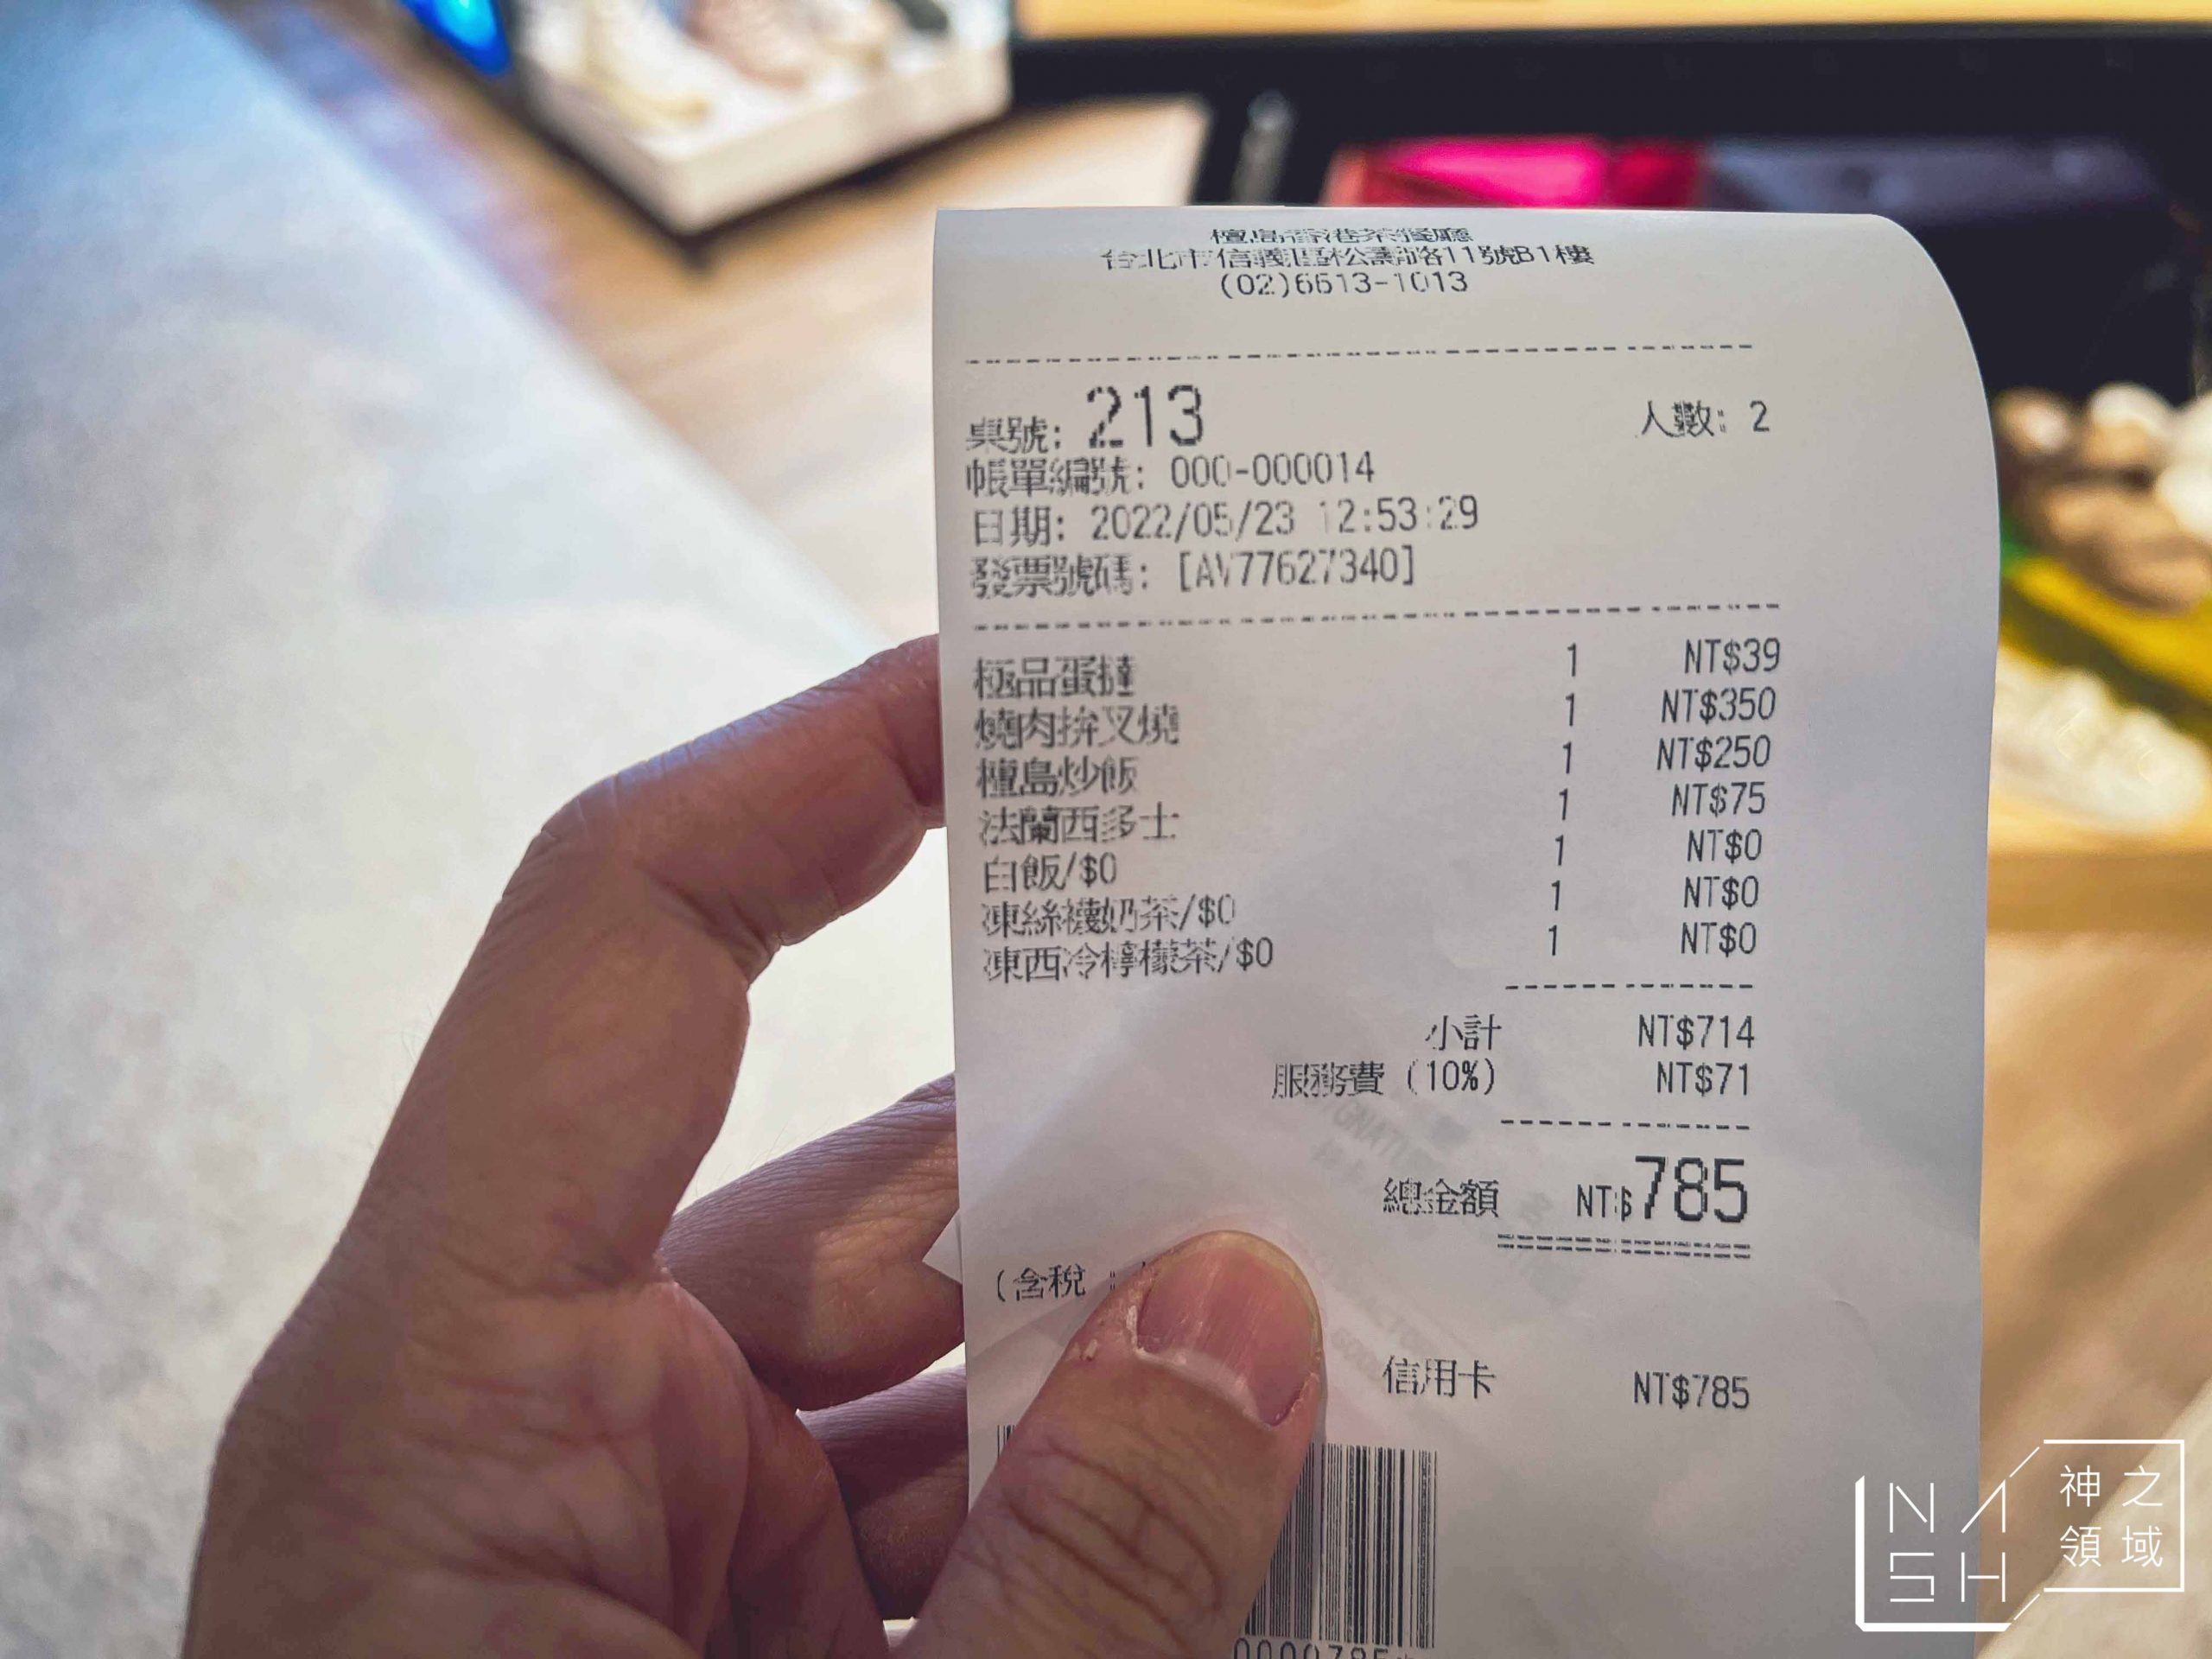 檀島香港茶餐廳
台北市信義區松壽路11號B1樓
(02)6613-1013
桌號: 213 人數: 2
帳單編號: 000-000014
日期: 2022/05/23 12:53:29
發票號碼: [AV77627340]
極品蛋撻 1 NT$39
燒肉拚叉燒 1 NT$350
檀島炒飯 1 NT$250
法蘭西多士 1 NT$75
白飯/$0 1 NT$0
凍絲襪奶茶/$0 1 NT$0
凍西冷檸檬茶/$0 1 NT$0
小計 NT$714
服務費 (10%) NT$71
總金額 NT$785
(含稅 :
信用卡 NT$785
NASH
神之領域